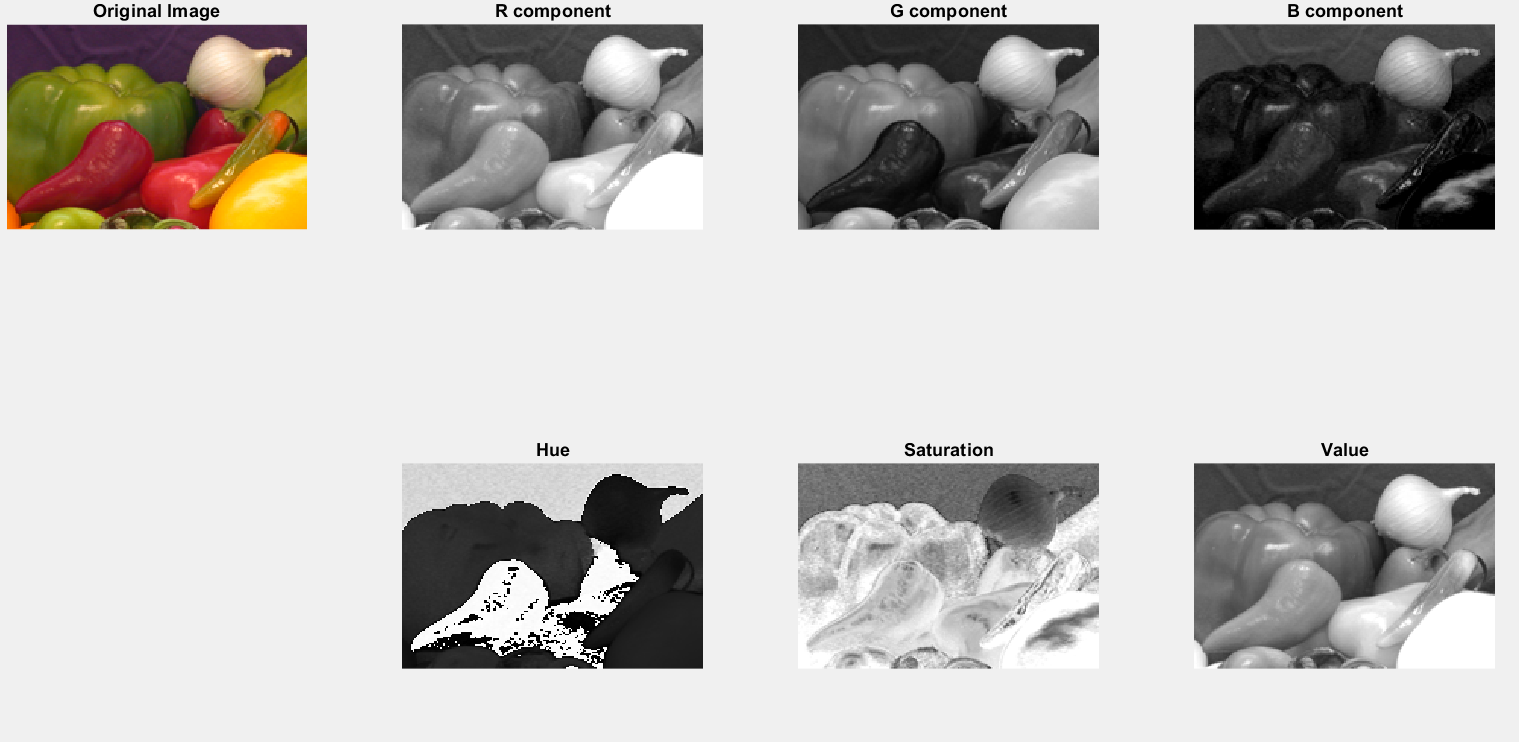 Original Image
R component
G component
B component
Hue
Saturation
Value